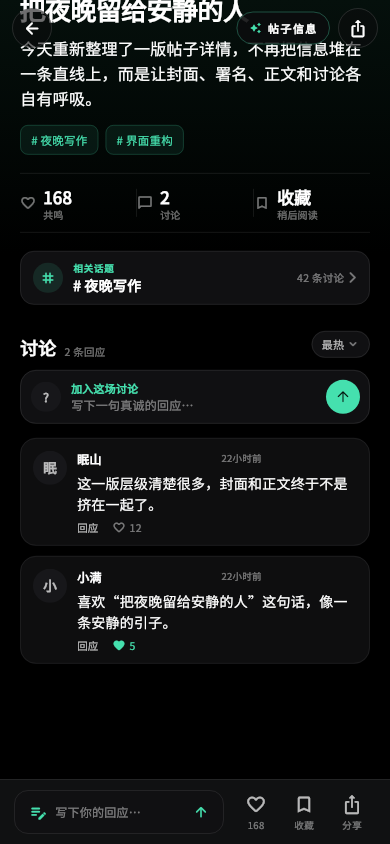 把夜晚留给安静的人
帖子信息
今天重新整理了一版帖子详情，不再把信息堆在
一条直线上，而是让封面、署名、正文和讨论各
自有呼吸。
# 夜晚写作
# 界面重构
168
共鸣
2
讨论
收藏
稍后阅读
相关话题
# 夜晚写作
42 条讨论
讨论 2 条回应
最热
?
加入这场讨论
写下一句真诚的回应…
眠
眠山
22小时前
这一版层级清楚很多，封面和正文终于不是
挤在一起了。
回应 12
小
小满
22小时前
喜欢“把夜晚留给安静的人”这句话，像一
条安静的引子。
回应 5
写下你的回应…
168
收藏
分享